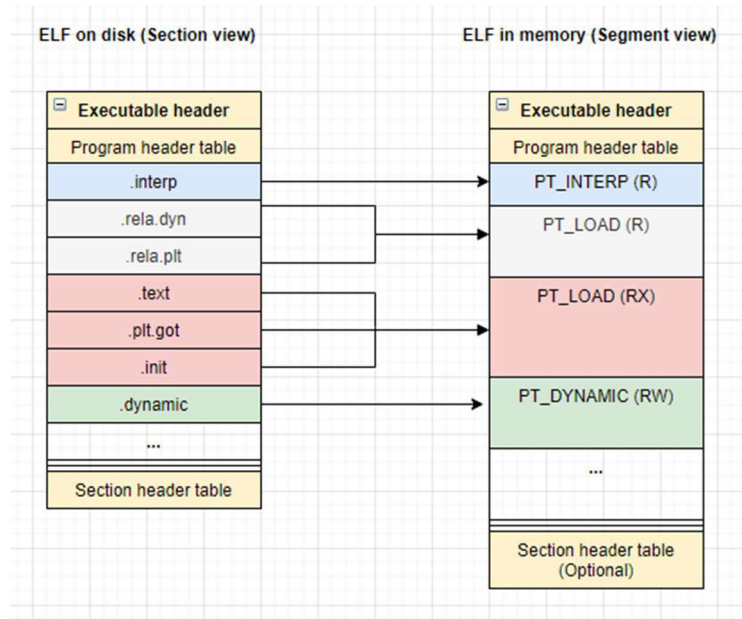 ELF on disk (Section view)
Executable header
Program header table
.interp
.rela.dyn
.rela.plt
.text
.plt.got
.init
.dynamic
...
Section header table
ELF in memory (Segment view)
Executable header
Program header table
PT_INTERP (R)
PT_LOAD (R)
PT_LOAD (RX)
PT_DYNAMIC (RW)
...
Section header table
(Optional)